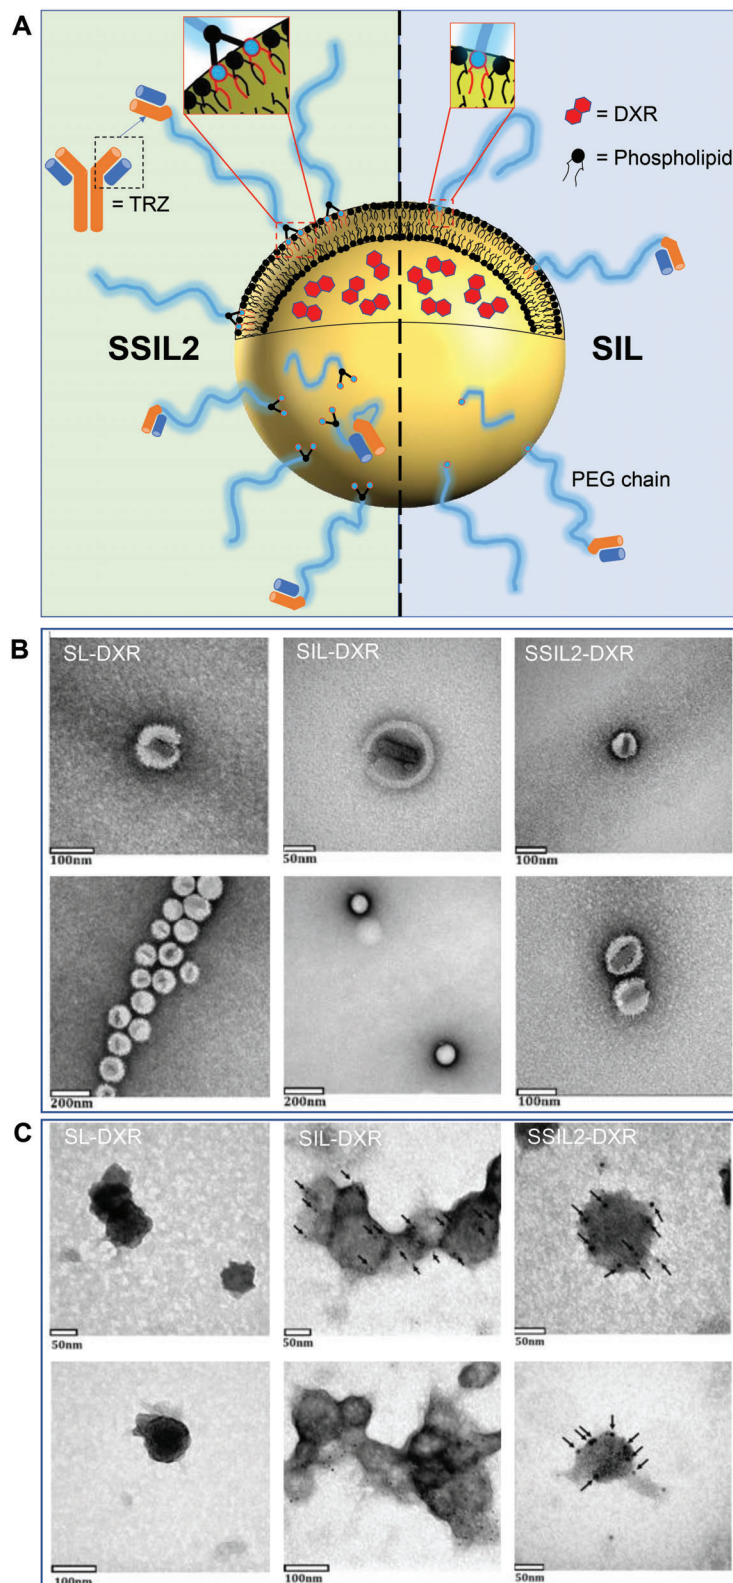 A
= DXR
= Phospholipid
= TRZ
SSIL2
SIL
PEG chain
B
SL-DXR
SIL-DXR
SSIL2-DXR
100nm
50nm
100nm
200nm
200nm
100nm
C
SL-DXR
SIL-DXR
SSIL2-DXR
50nm
50nm
50nm
100nm
100nm
50nm